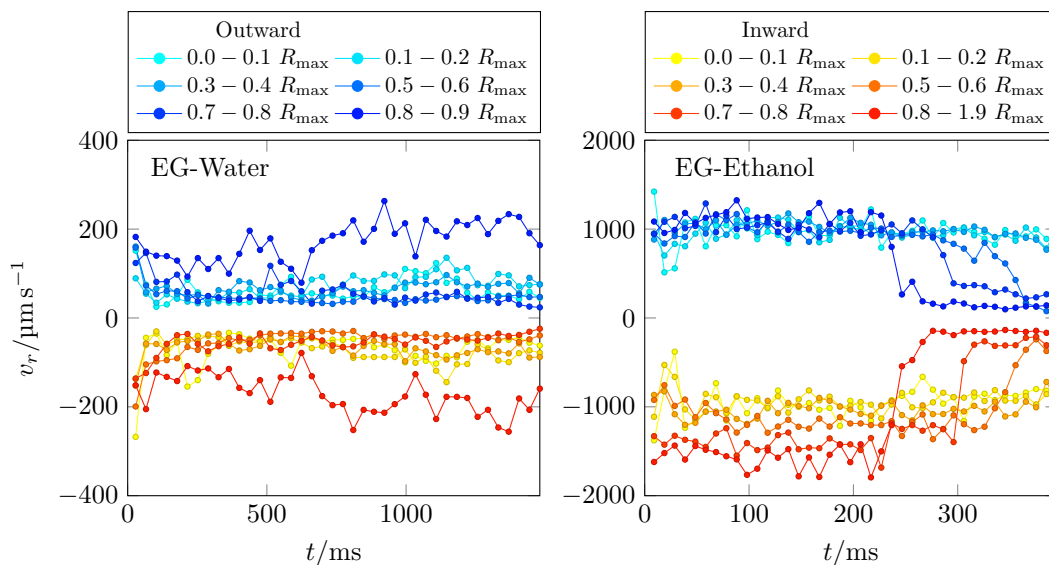 Outward
0.0 − 0.1 R_max 0.1 − 0.2 R_max
0.3 − 0.4 R_max 0.5 − 0.6 R_max
0.7 − 0.8 R_max 0.8 − 0.9 R_max
Inward
0.0 − 0.1 R_max 0.1 − 0.2 R_max
0.3 − 0.4 R_max 0.5 − 0.6 R_max
0.7 − 0.8 R_max 0.8 − 1.9 R_max
v_r/µm s⁻¹
400
200
0
−200
−400
EG-Water
0 500 1000
t/ms
2000
1000
0
−1000
−2000
EG-Ethanol
0 100 200 300
t/ms